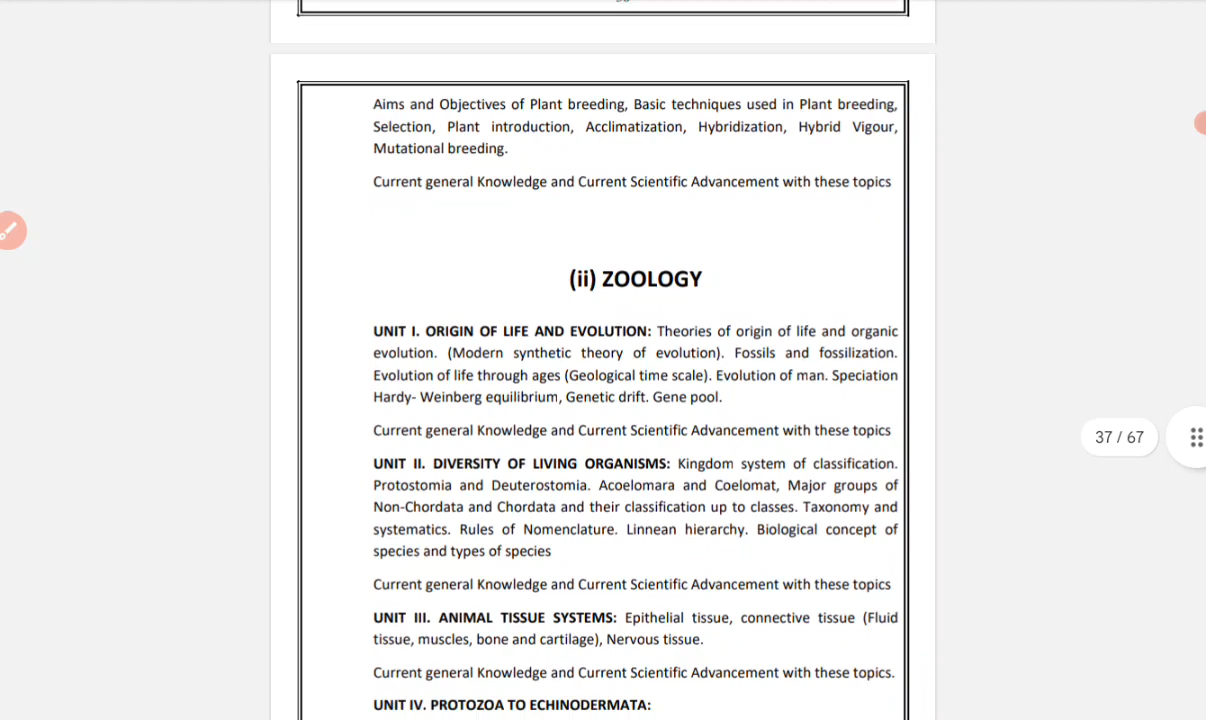 Aims and Objectives of Plant breeding, Basic techniques used in Plant breeding,
Selection, Plant introduction, Acclimatization, Hybridization, Hybrid Vigour,
Mutational breeding.
Current general Knowledge and Current Scientific Advancement with these topics
(ii) ZOOLOGY
UNIT I. ORIGIN OF LIFE AND EVOLUTION: Theories of origin of life and organic
evolution. (Modern synthetic theory of evolution). Fossils and fossilization.
Evolution of life through ages (Geological time scale). Evolution of man. Speciation
Hardy- Weinberg equilibrium, Genetic drift. Gene pool.
Current general Knowledge and Current Scientific Advancement with these topics
37 / 67
UNIT II. DIVERSITY OF LIVING ORGANISMS: Kingdom system of classification.
Protostomia and Deuterostomia. Acoelomara and Coelomat, Major groups of
Non-Chordata and Chordata and their classification up to classes. Taxonomy and
systematics. Rules of Nomenclature. Linnean hierarchy. Biological concept of
species and types of species
Current general Knowledge and Current Scientific Advancement with these topics
UNIT III. ANIMAL TISSUE SYSTEMS: Epithelial tissue, connective tissue (Fluid
tissue, muscles, bone and cartilage), Nervous tissue.
Current general Knowledge and Current Scientific Advancement with these topics.
UNIT IV. PROTOZOA TO ECHINODERMATA: